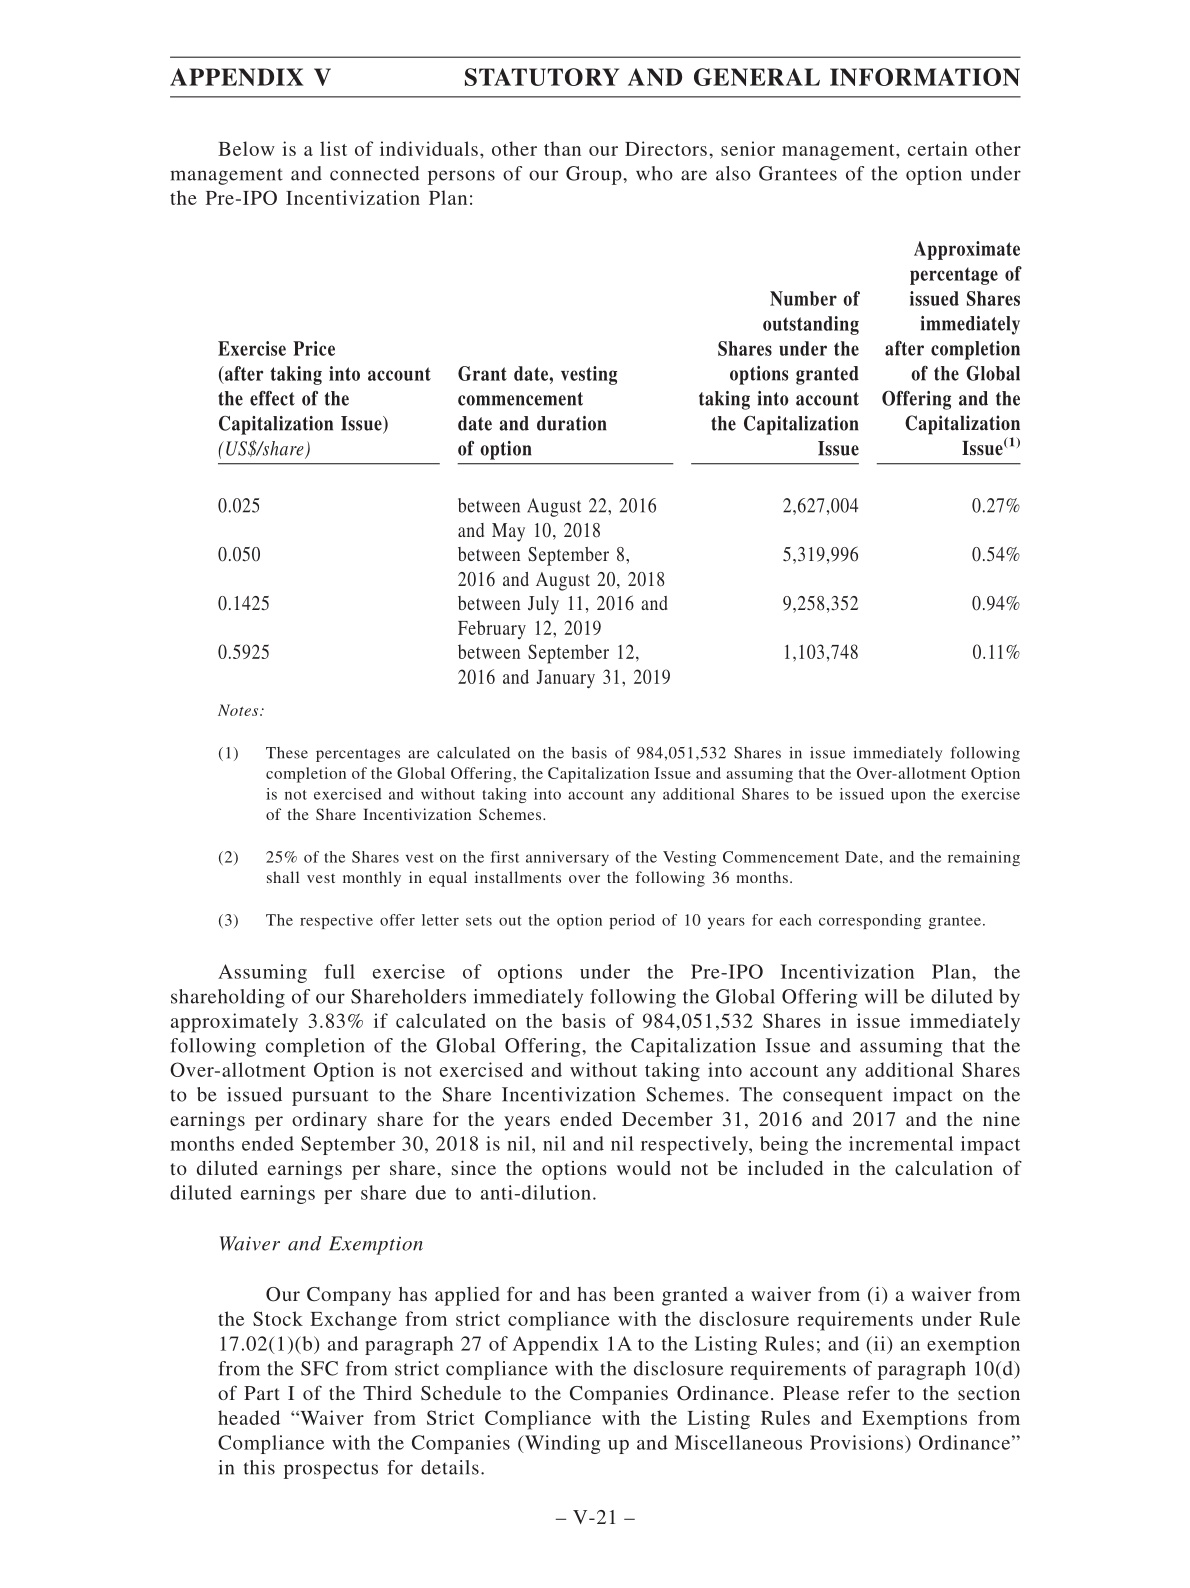 APPENDIX V STATUTORY AND GENERAL INFORMATION
Below is a list of individuals, other than our Directors, senior management, certain other
management and connected persons of our Group, who are also Grantees of the option under
the Pre-IPO Incentivization Plan:
Exercise Price
(after taking into account
the effect of the
Capitalization Issue)
(US$/share)
Grant date, vesting
commencement
date and duration
of option
Number of
outstanding
Shares under the
options granted
taking into account
the Capitalization
Issue
Approximate
percentage of
issued Shares
immediately
after completion
of the Global
Offering and the
Capitalization
Issue(1)
0.025 between August 22, 2016 2,627,004 0.27%
and May 10, 2018
0.050 between September 8, 5,319,996 0.54%
2016 and August 20, 2018
0.1425 between July 11, 2016 and 9,258,352 0.94%
February 12, 2019
0.5925 between September 12, 1,103,748 0.11%
2016 and January 31, 2019
Notes:
(1) These percentages are calculated on the basis of 984,051,532 Shares in issue immediately following
completion of the Global Offering, the Capitalization Issue and assuming that the Over-allotment Option
is not exercised and without taking into account any additional Shares to be issued upon the exercise
of the Share Incentivization Schemes.
(2) 25% of the Shares vest on the first anniversary of the Vesting Commencement Date, and the remaining
shall vest monthly in equal installments over the following 36 months.
(3) The respective offer letter sets out the option period of 10 years for each corresponding grantee.
Assuming full exercise of options under the Pre-IPO Incentivization Plan, the
shareholding of our Shareholders immediately following the Global Offering will be diluted by
approximately 3.83% if calculated on the basis of 984,051,532 Shares in issue immediately
following completion of the Global Offering, the Capitalization Issue and assuming that the
Over-allotment Option is not exercised and without taking into account any additional Shares
to be issued pursuant to the Share Incentivization Schemes. The consequent impact on the
earnings per ordinary share for the years ended December 31, 2016 and 2017 and the nine
months ended September 30, 2018 is nil, nil and nil respectively, being the incremental impact
to diluted earnings per share, since the options would not be included in the calculation of
diluted earnings per share due to anti-dilution.
Waiver and Exemption
Our Company has applied for and has been granted a waiver from (i) a waiver from
the Stock Exchange from strict compliance with the disclosure requirements under Rule
17.02(1)(b) and paragraph 27 of Appendix 1A to the Listing Rules; and (ii) an exemption
from the SFC from strict compliance with the disclosure requirements of paragraph 10(d)
of Part I of the Third Schedule to the Companies Ordinance. Please refer to the section
headed “Waiver from Strict Compliance with the Listing Rules and Exemptions from
Compliance with the Companies (Winding up and Miscellaneous Provisions) Ordinance”
in this prospectus for details.
– V-21 –